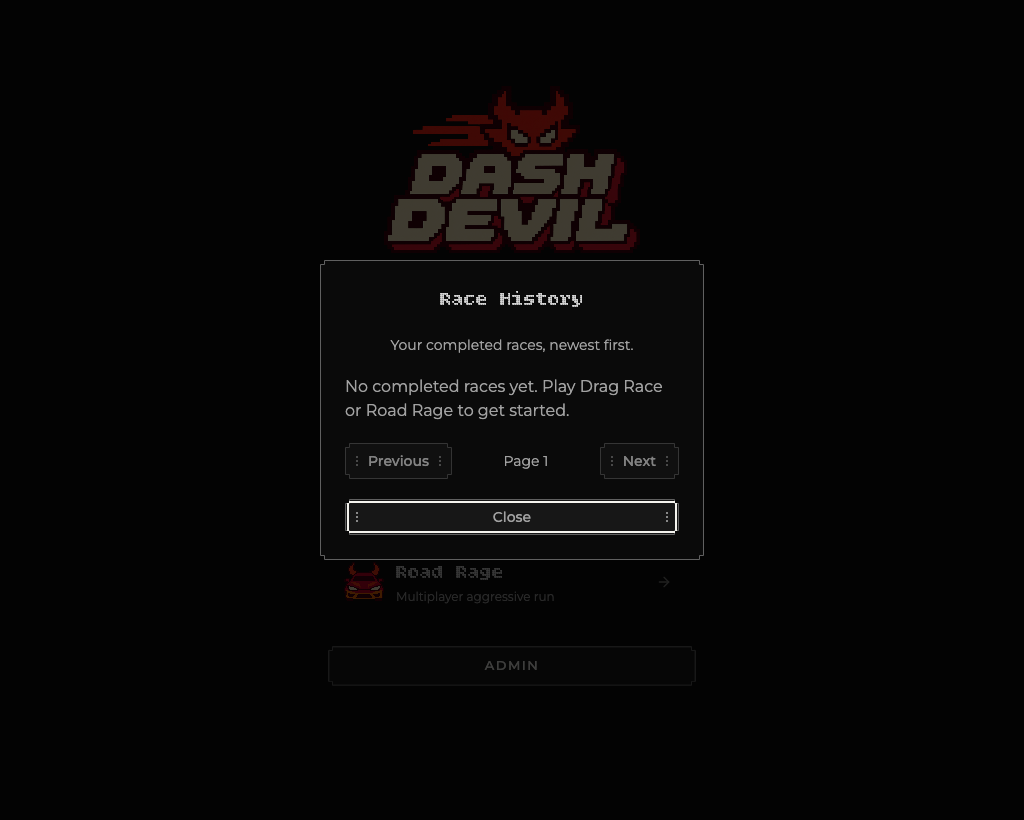 DASH
DEVIL
Race History
Your completed races, newest first.
No completed races yet. Play Drag Race
or Road Rage to get started.
Previous
Page 1
Next
Close
Road Rage
Multiplayer aggressive run
ADMIN